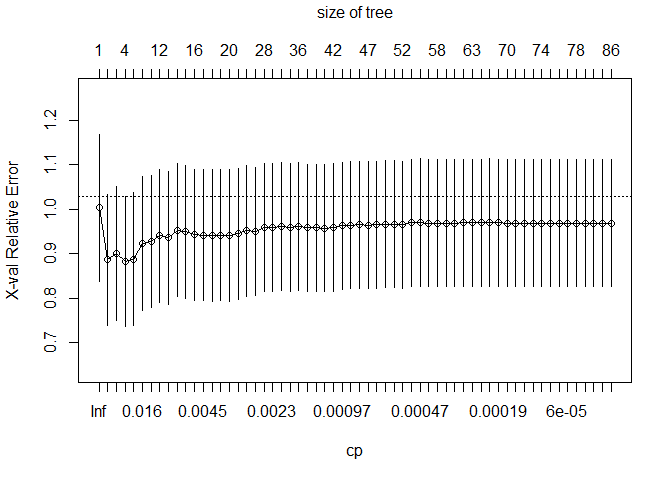 size of tree
1 4 12 16 20 28 36 42 47 52 58 63 70 74 78 86
X-val Relative Error
1.2
1.1
1.0
0.9
0.8
0.7
Inf 0.016 0.0045 0.0023 0.00097 0.00047 0.00019 6e-05
cp